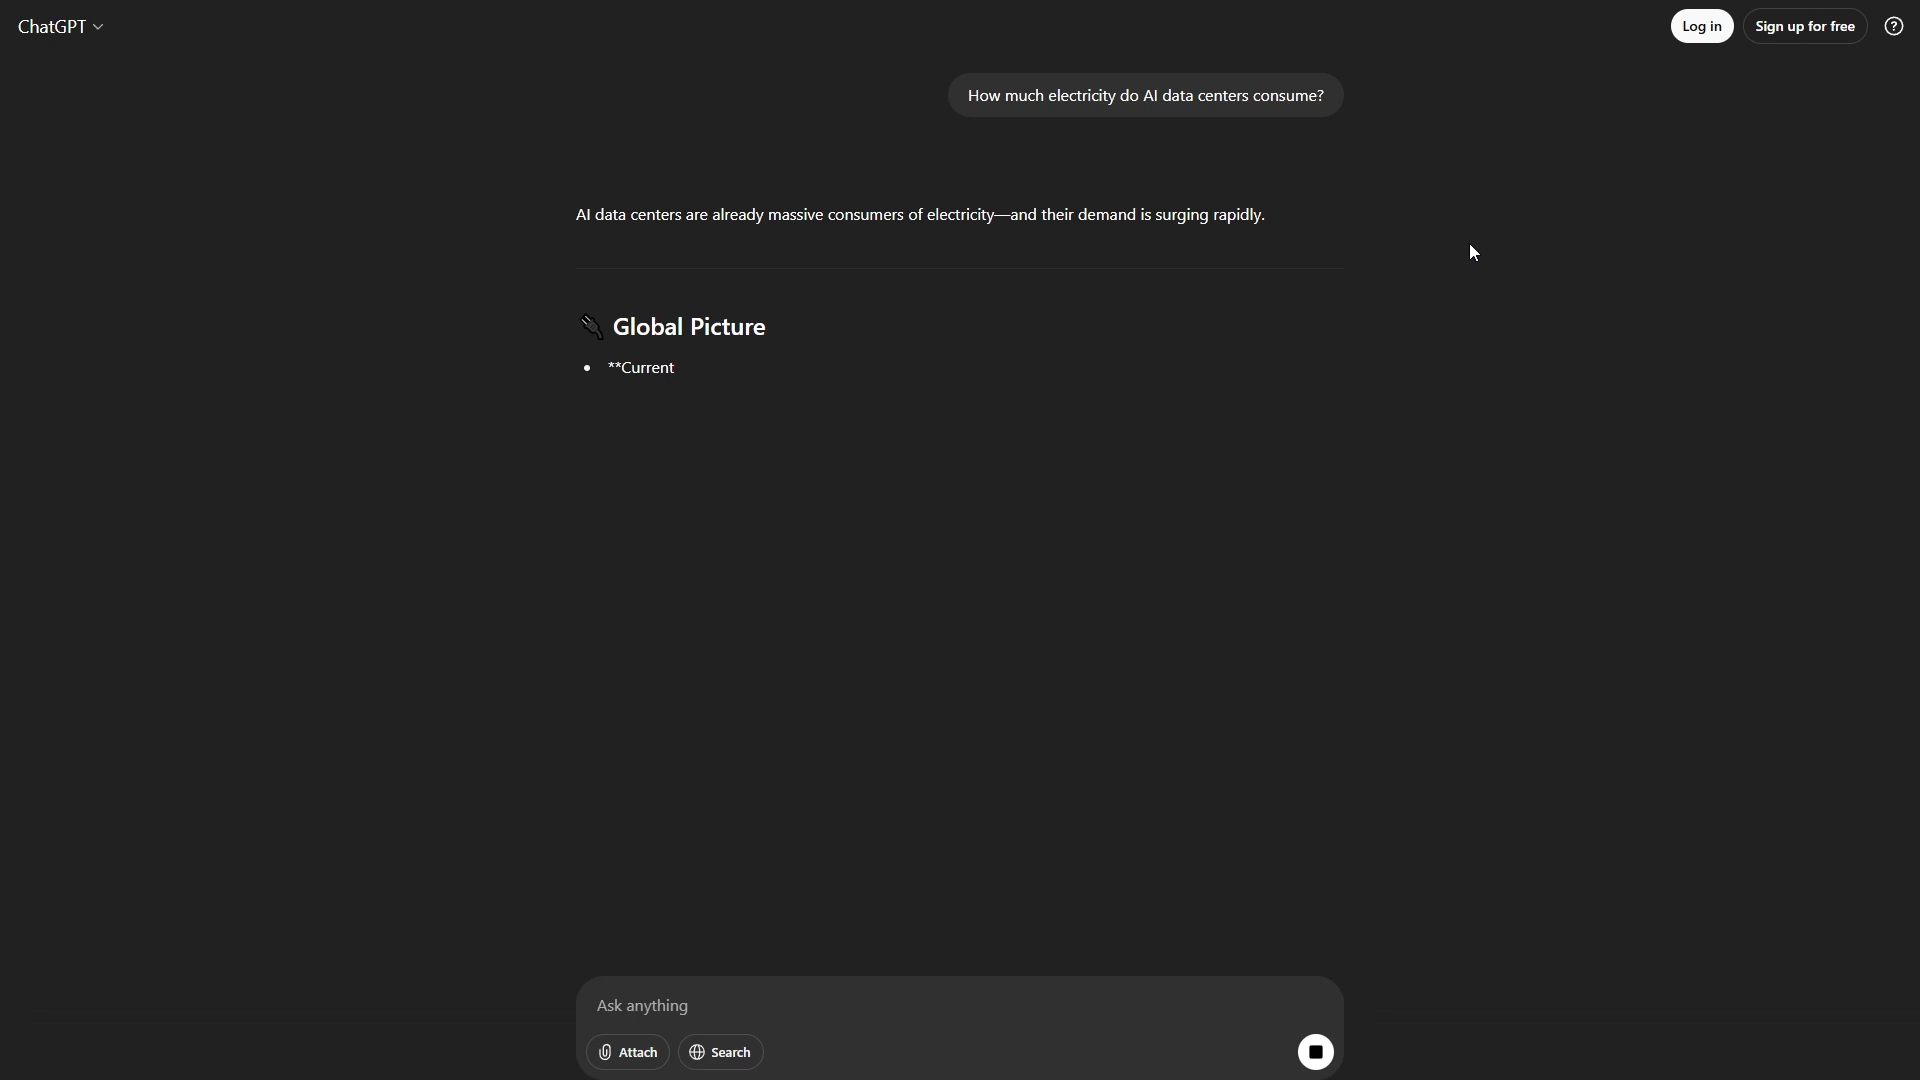 ChatGPT
Log in
Sign up for free
How much electricity do AI data centers consume?
AI data centers are already massive consumers of electricity—and their demand is surging rapidly.
Global Picture
• **Current
Ask anything
Attach
Search